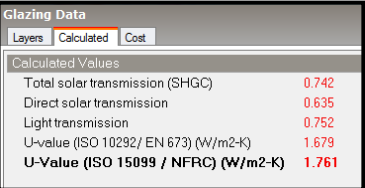 Glazing Data
Layers Calculated Cost
Calculated Values
Total solar transmission (SHGC) 0.742
Direct solar transmission 0.635
Light transmission 0.752
U-value (ISO 10292/ EN 673) (W/m2-K) 1.679
U-Value (ISO 15099 / NFRC) (W/m2-K) 1.761